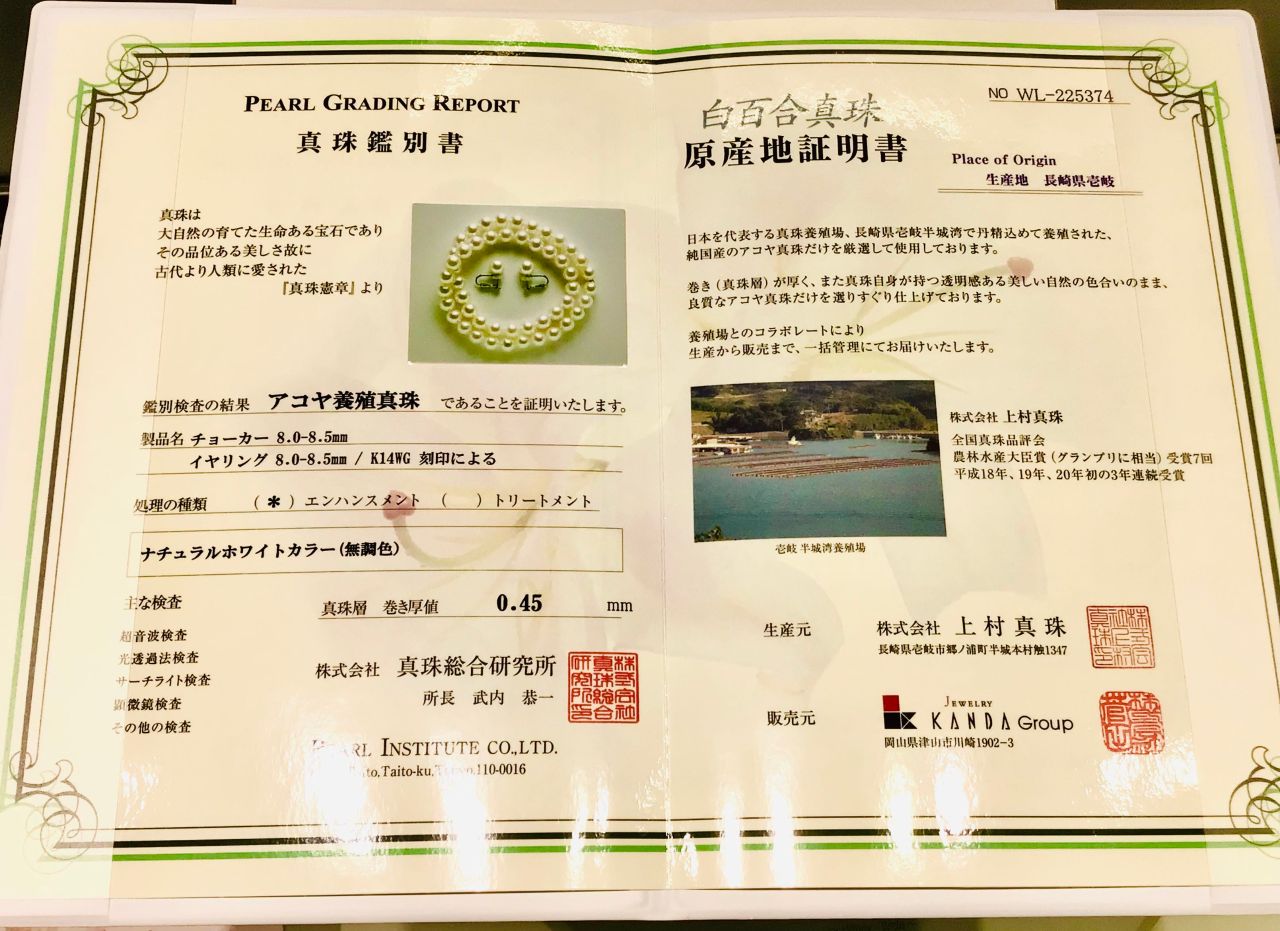 PEARL GRADING REPORT
真珠鑑別書
真珠は
大自然の育てた生命ある宝石であり
その品位ある美しさ故に
古代より人類に愛された
『真珠憲章』より
鑑別検査の結果 アコヤ養殖真珠 であることを証明いたします。
製品名 チョーカー 8.0-8.5mm
イヤリング 8.0-8.5mm / K14WG 刻印による
処理の種類 (*) エンハンスメント ( ) トリートメント
ナチュラルホワイトカラー(無調色)
主な検査
超音波検査
光透過法検査
サーチライト検査
顕微鏡検査
その他の検査
真珠層 巻き厚値 0.45 mm
株式会社 真珠総合研究所
所長 武内 恭一
PEARL INSTITUTE CO.,LTD.
Taito-ku, Tokyo.110-0016
NO WL-225374
白百合真珠
原産地証明書
Place of Origin
生産地 長崎県壱岐
日本を代表する真珠養殖場、長崎県壱岐半城湾で丹精込めて養殖された、
純国産のアコヤ真珠だけを厳選して使用しております。
巻き(真珠層)が厚く、また真珠自身が持つ透明感ある美しい自然の色合いのまま、
良質なアコヤ真珠だけを選りすぐり仕上げております。
養殖場とのコラボレートにより
生産から販売まで、一括管理にてお届けいたします。
株式会社 上村真珠
全国真珠品評会
農林水産大臣賞(グランプリに相当)受賞7回
平成18年、19年、20年初の3年連続受賞
壱岐 半城湾養殖場
生産元 株式会社 上村真珠
長崎県壱岐市郷ノ浦町半城本村触1347
販売元 JEWELRY KANDA Group
岡山県津山市川崎1902-3